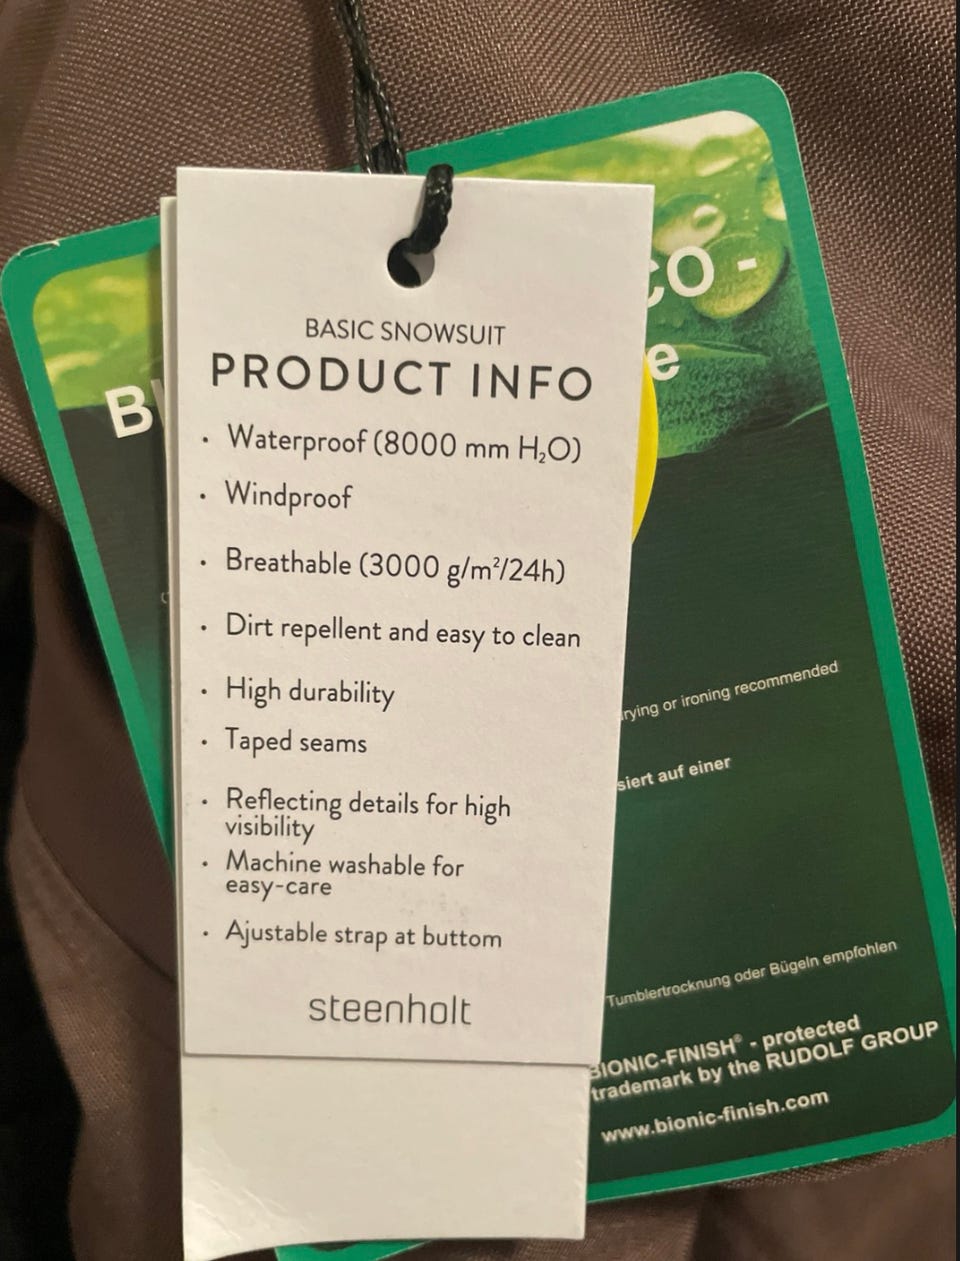 BASIC SNOWSUIT
PRODUCT INFO
• Waterproof (8000 mm H₂O)
• Windproof
• Breathable (3000 g/m²/24h)
• Dirt repellent and easy to clean
• High durability
• Taped seams
• Reflecting details for high
visibility
• Machine washable for
easy-care
• Ajustable strap at buttom
steenholt
CO -
e
or ironing recommended
siert auf einer
Tumblertrocknung oder Bügeln empfohlen
BIONIC-FINISH® - protected
trademark by the RUDOLF GROUP
www.bionic-finish.com